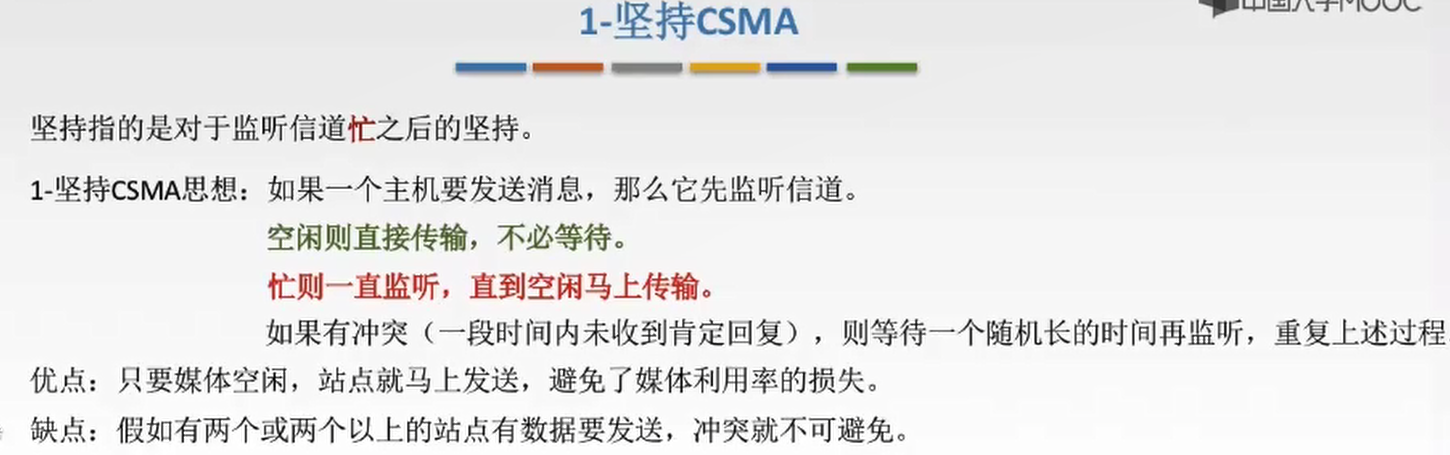 1-坚持CSMA
中国大学MOOC
坚持指的是对于监听信道忙之后的坚持。
1-坚持CSMA思想：如果一个主机要发送消息，那么它先监听信道。
空闲则直接传输，不必等待。
忙则一直监听，直到空闲马上传输。
如果有冲突（一段时间内未收到肯定回复），则等待一个随机长的时间再监听，重复上述过程
优点：只要媒体空闲，站点就马上发送，避免了媒体利用率的损失。
缺点：假如有两个或两个以上的站点有数据要发送，冲突就不可避免。